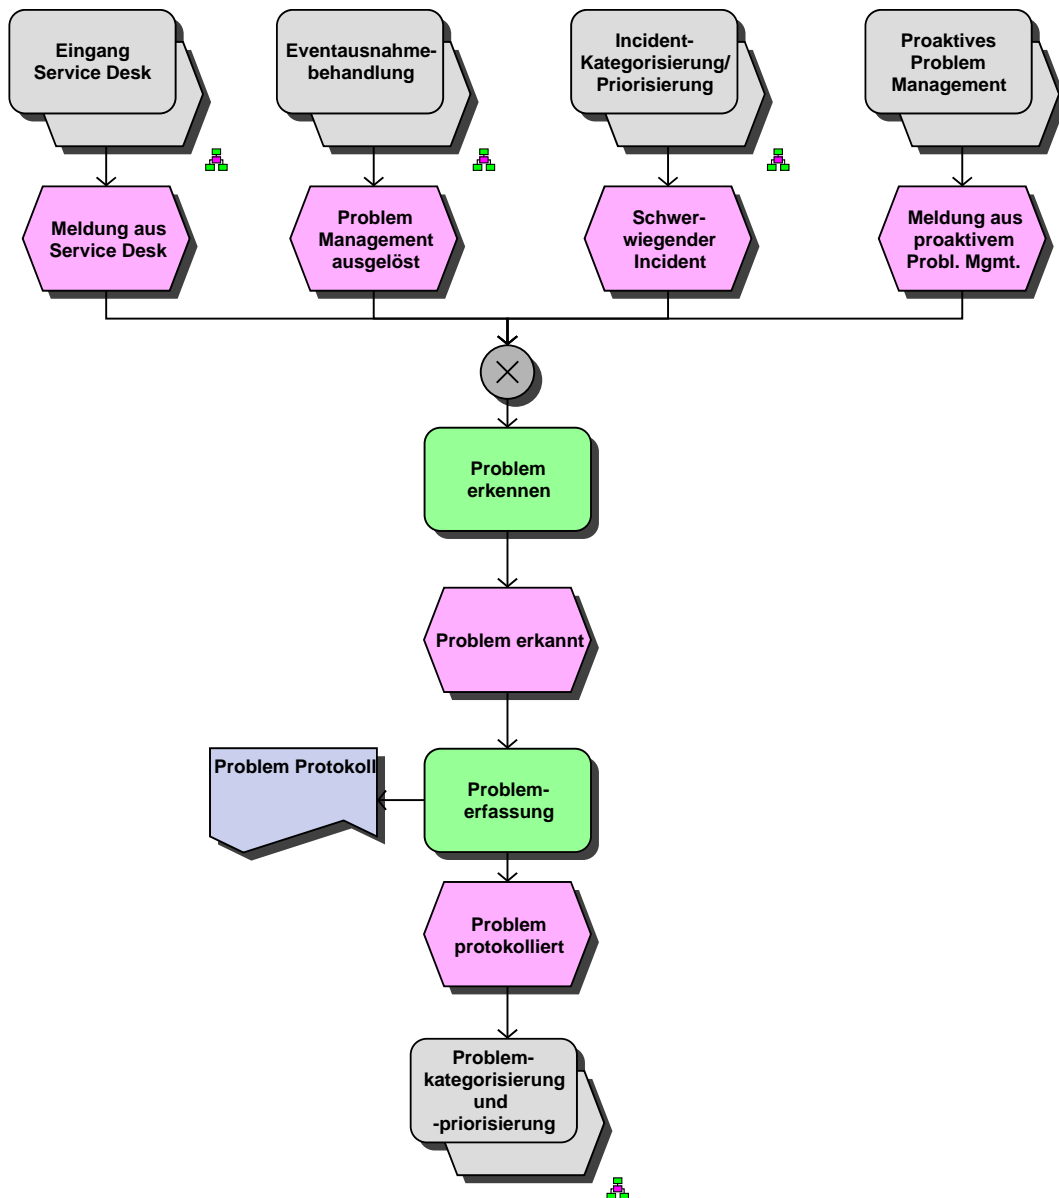 Eingang
Service Desk
Eventausnahme-
behandlung
Incident-
Kategorisierung/
Priorisierung
Proaktives
Problem
Management
Meldung aus
Service Desk
Problem
Management
ausgelöst
Schwer-
wiegender
Incident
Meldung aus
proaktivem
Probl. Mgmt.
Problem
erkennen
Problem erkannt
Problem Protokoll
Problem-
erfassung
Problem
protokolliert
Problem-
kategorisierung
und
-priorisierung